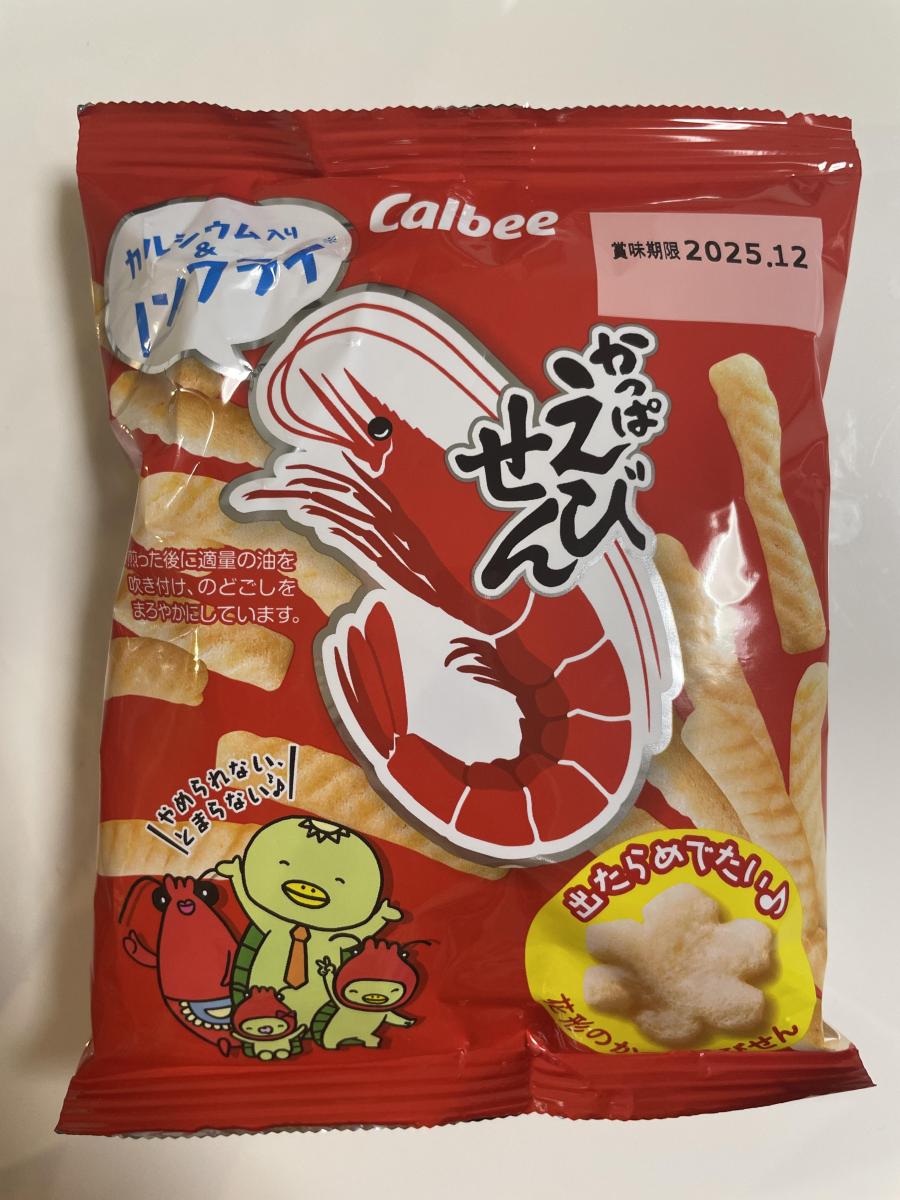 Calbee
カルシウム入り
&
ノンフライ※
賞味期限 2025.12
かっぱ
えび
せん
煎った後に適量の油を
吹き付け、のどごしを
まろやかにしています。
やめられない、
とまらない♪
出たらめでたい♪
花形のか
せん